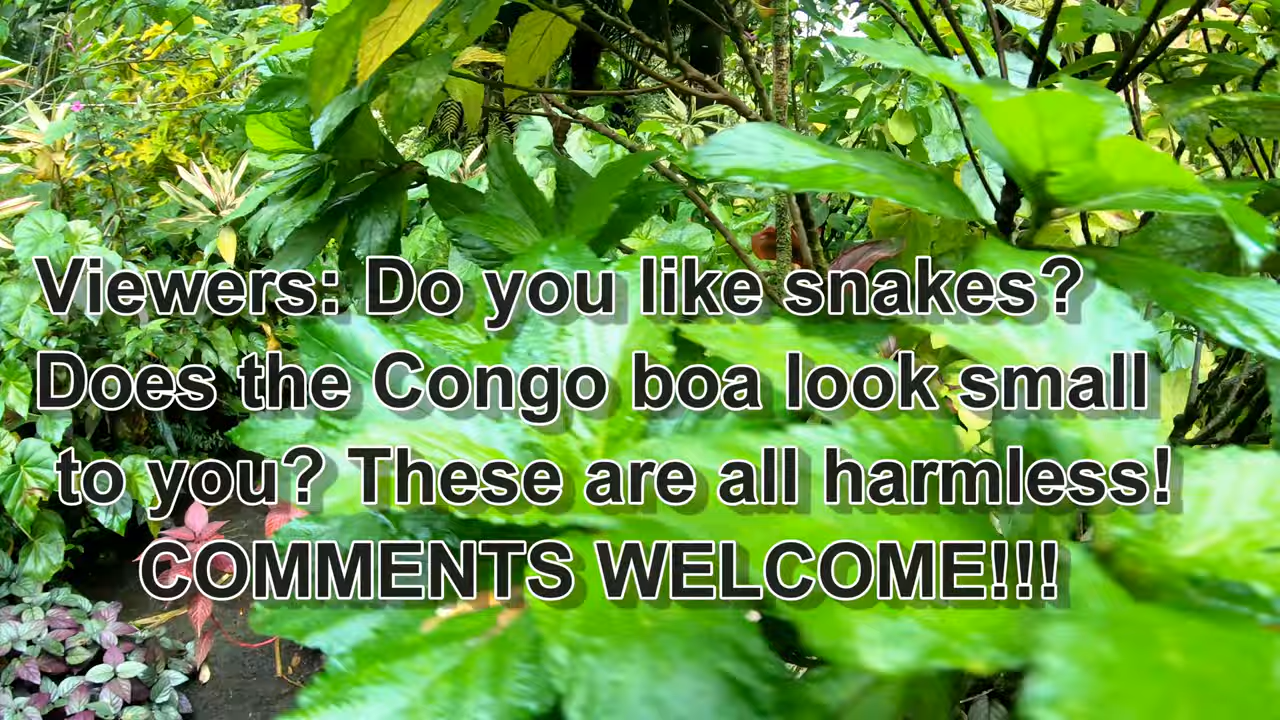 Viewers: Do you like snakes?
Does the Congo boa look small
to you? These are all harmless!
COMMENTS WELCOME!!!